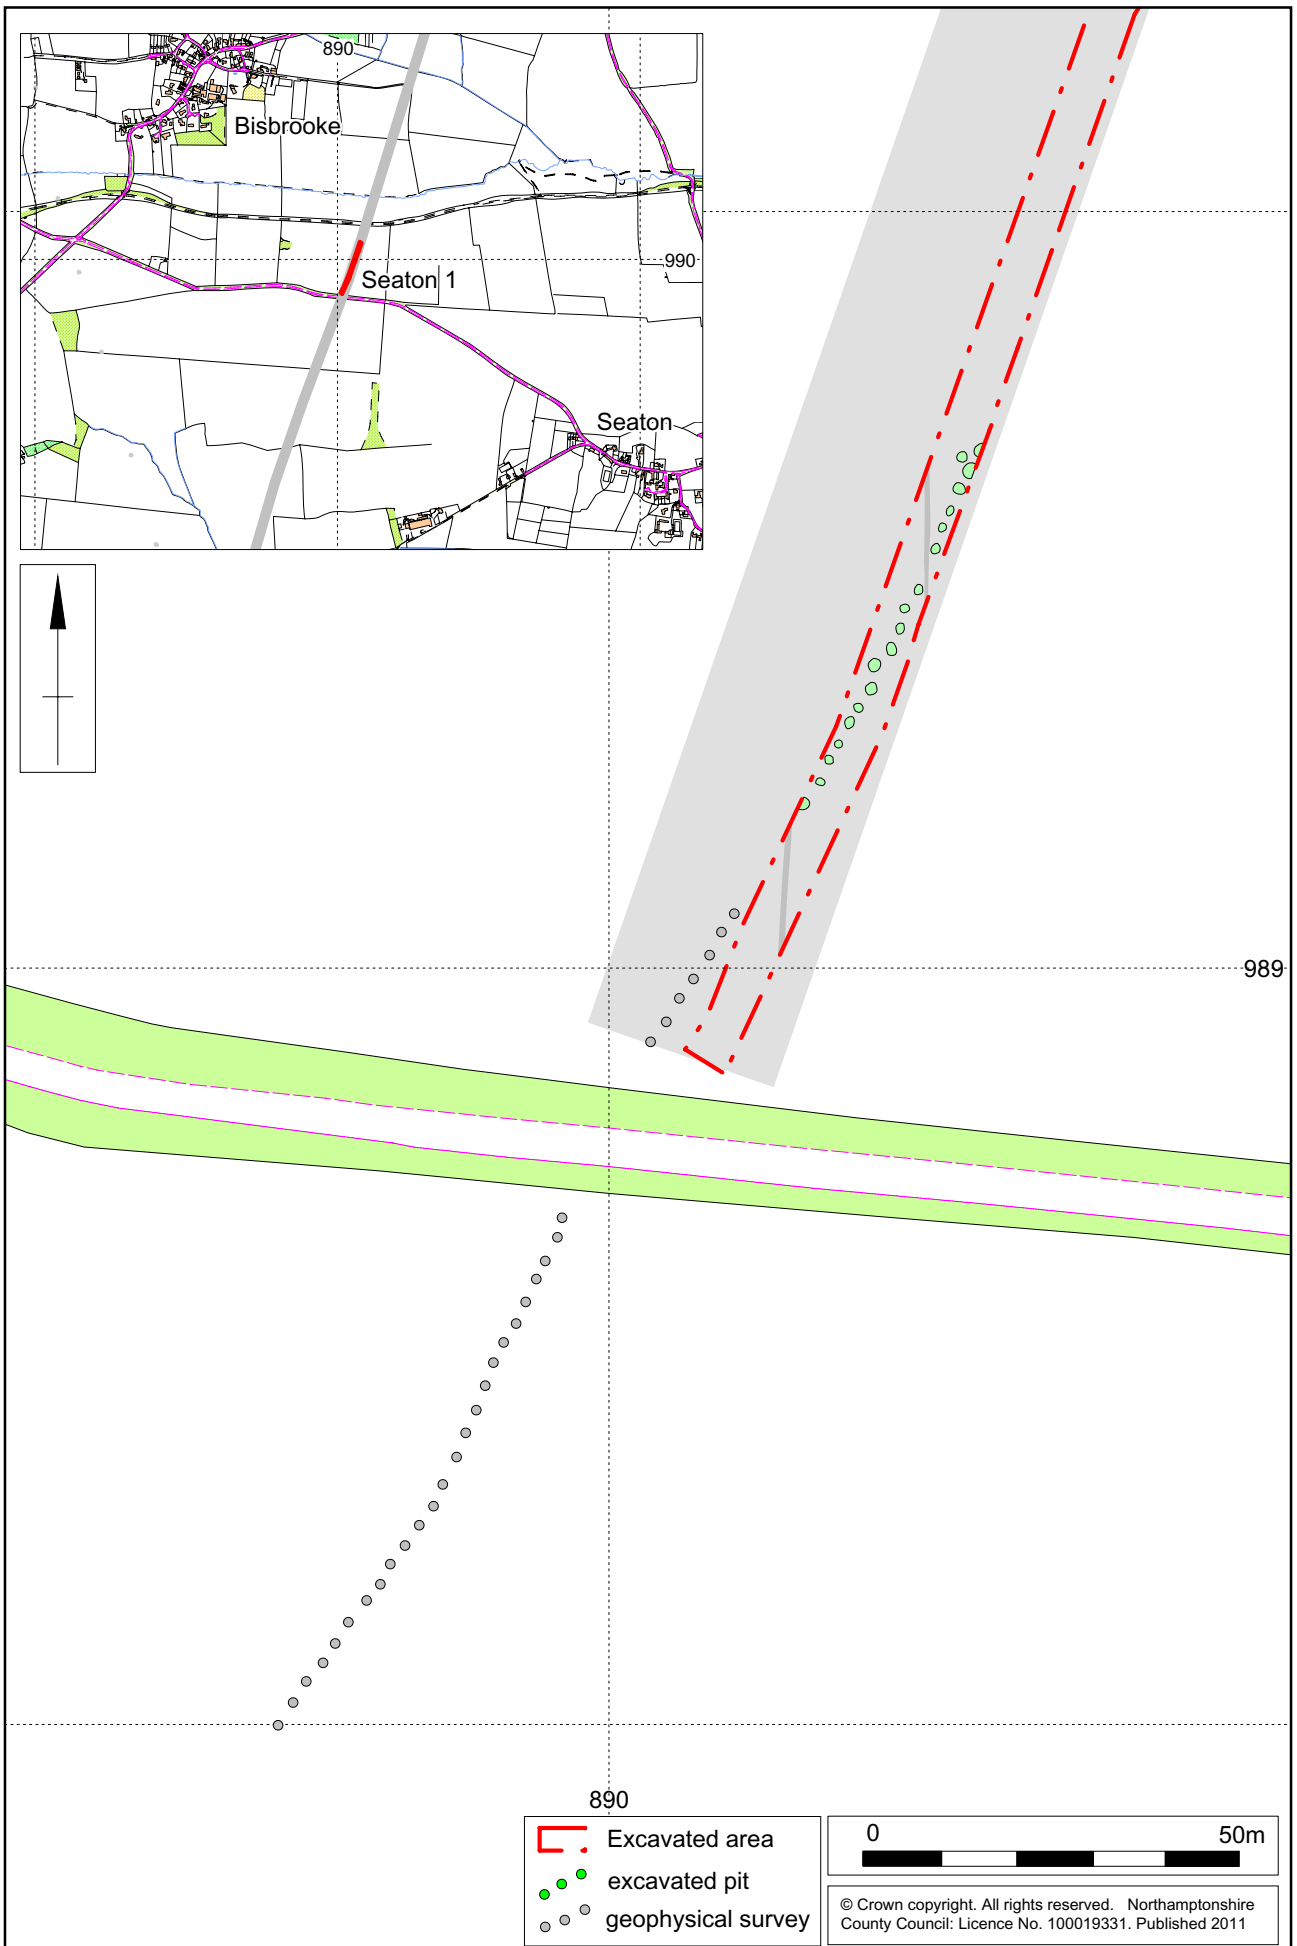 890
Bisbrooke
990
Seaton 1
Seaton
989
890
Excavated area
excavated pit
geophysical survey
0 50m
© Crown copyright. All rights reserved. Northamptonshire
County Council: Licence No. 100019331. Published 2011